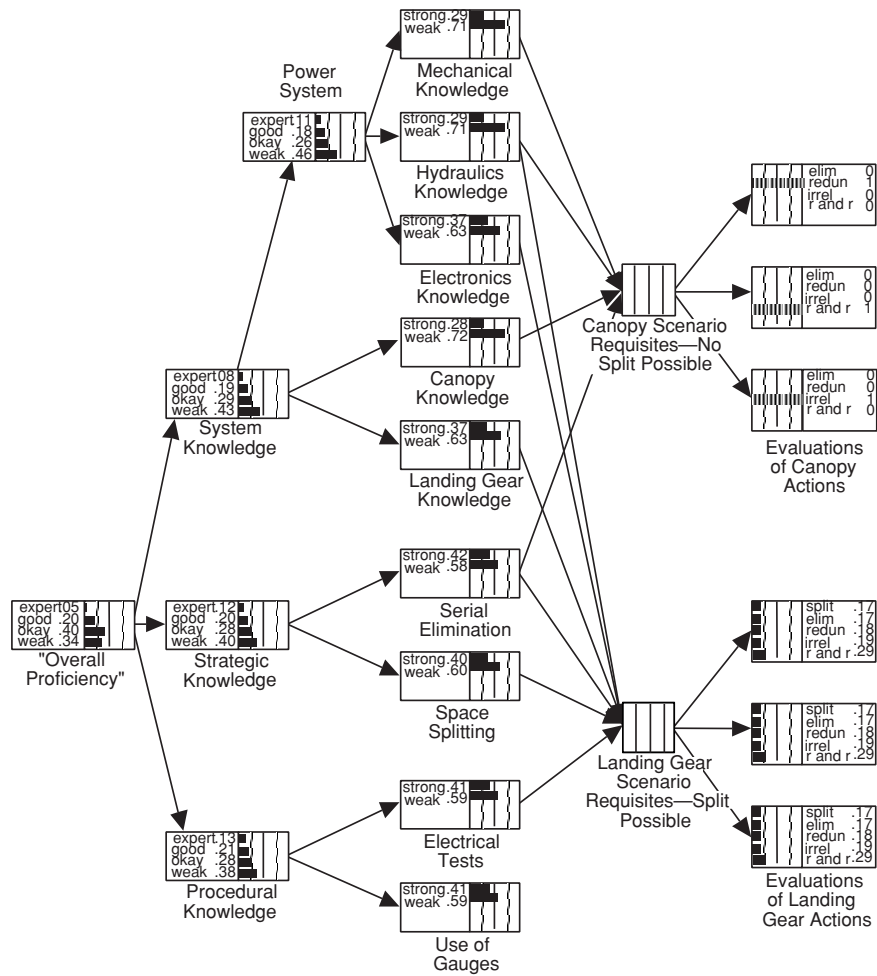 strong.29
weak .71
Mechanical
Knowledge
Power
System
expert.11
good .18
okay .26
weak .46
strong.29
weak .71
Hydraulics
Knowledge
strong.37
weak .63
Electronics
Knowledge
strong.28
weak .72
Canopy
Knowledge
expert08
good .19
okay .29
weak .43
System
Knowledge
strong.37
weak .63
Landing Gear
Knowledge
strong.42
weak .58
Serial
Elimination
expert05
good .20
okay .40
weak .34
"Overall
Proficiency"
expert.12
good .20
okay .28
weak .40
Strategic
Knowledge
strong.40
weak .60
Space
Splitting
strong.41
weak .59
Electrical
Tests
expert.13
good .21
okay .28
weak .38
Procedural
Knowledge
strong.41
weak .59
Use of
Gauges
Canopy Scenario
Requisites—No
Split Possible
Landing Gear
Scenario
Requisites—Split
Possible
elim 0
redun 1
irrel 0
r and r 0
elim 0
redun 0
irrel 0
r and r 1
elim 0
redun 0
irrel 1
r and r 0
Evaluations
of Canopy
Actions
split .17
elim .17
redun .18
irrel .19
r and r .29
split .17
elim .17
redun .18
irrel .19
r and r .29
split .17
elim .17
redun .18
irrel .19
r and r.29
Evaluations
of Landing
Gear Actions